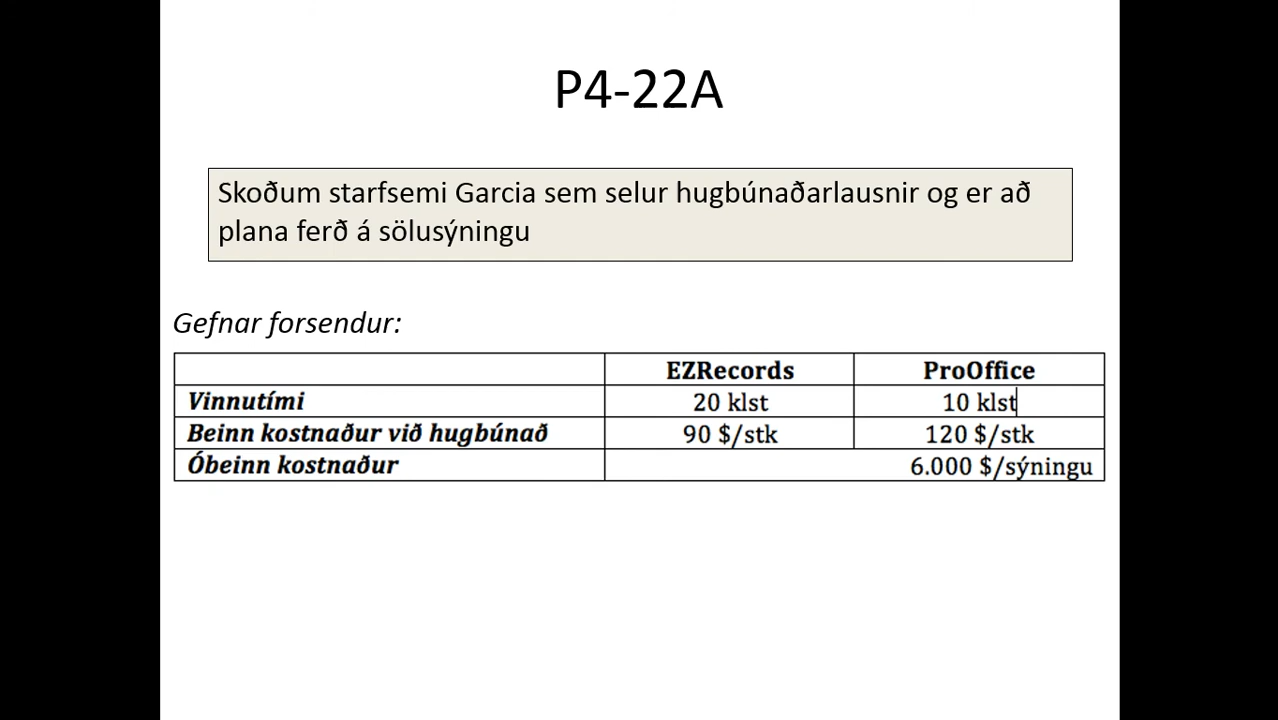 P4-22A
Skoðum starfsemi Garcia sem selur hugbúnaðarlausnir og er að
plana ferð á sölusýningu
Gefnar forsendur:
EZRecords ProOffice
Vinnutími 20 klst 10 klst
Beinn kostnaður við hugbúnað 90 $/stk 120 $/stk
Óbeinn kostnaður 6.000 $/sýningu